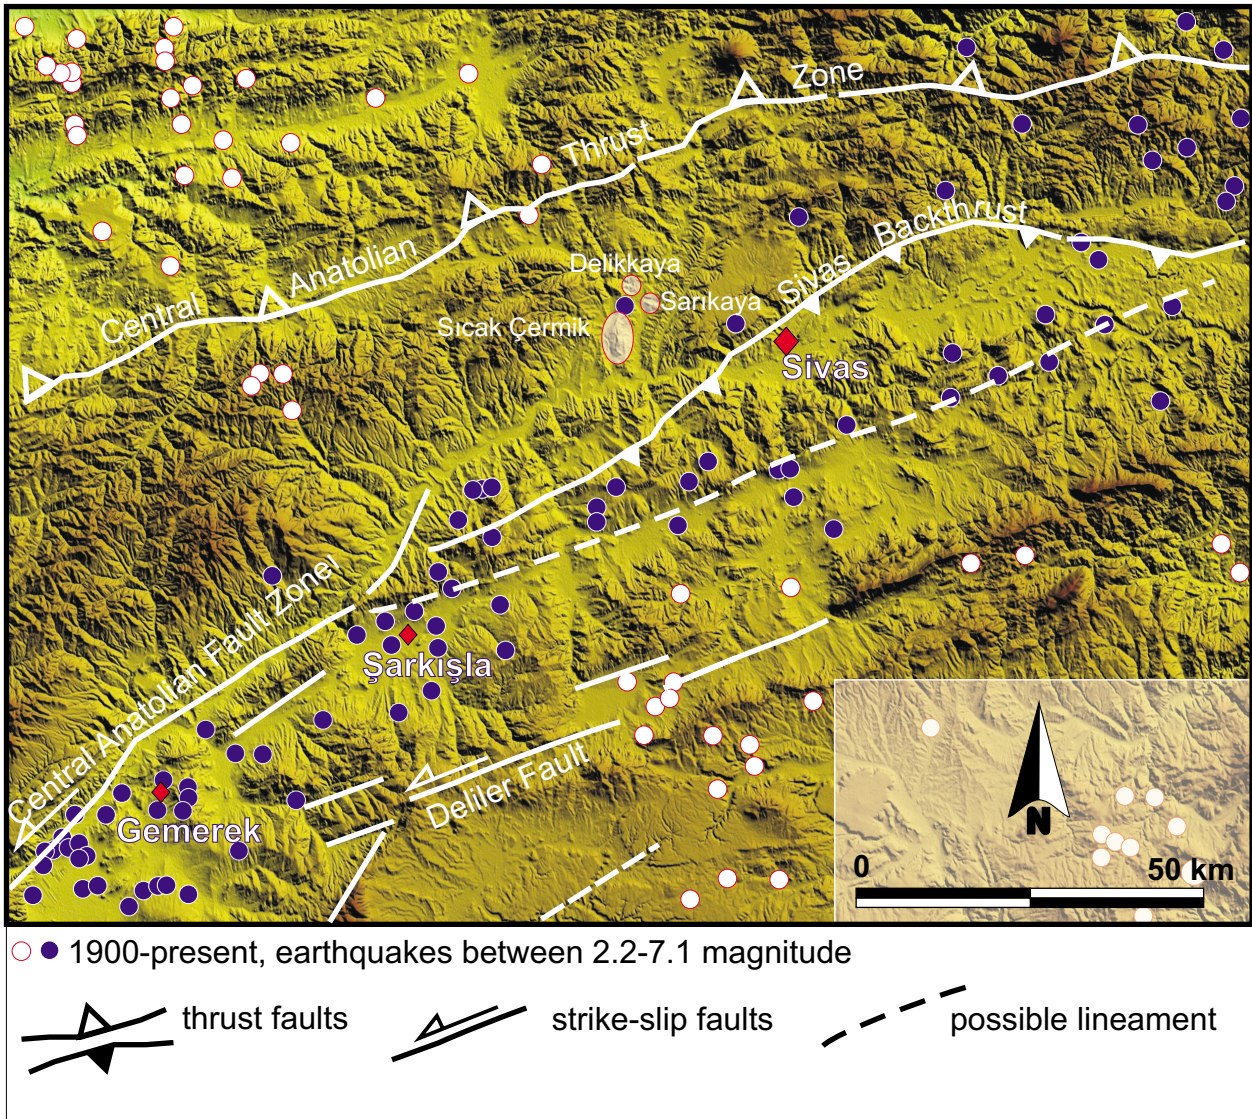 Central Anatolian Thrust Zone
Sivas Backthrust
Delikkaya
Sarıkaya
Sıcak Çermik
Sivas
Central Anatolian Fault Zone
Şarkışla
Deliler Fault
Gemerek
N
0 50 km
1900-present, earthquakes between 2.2-7.1 magnitude
thrust faults strike-slip faults possible lineament